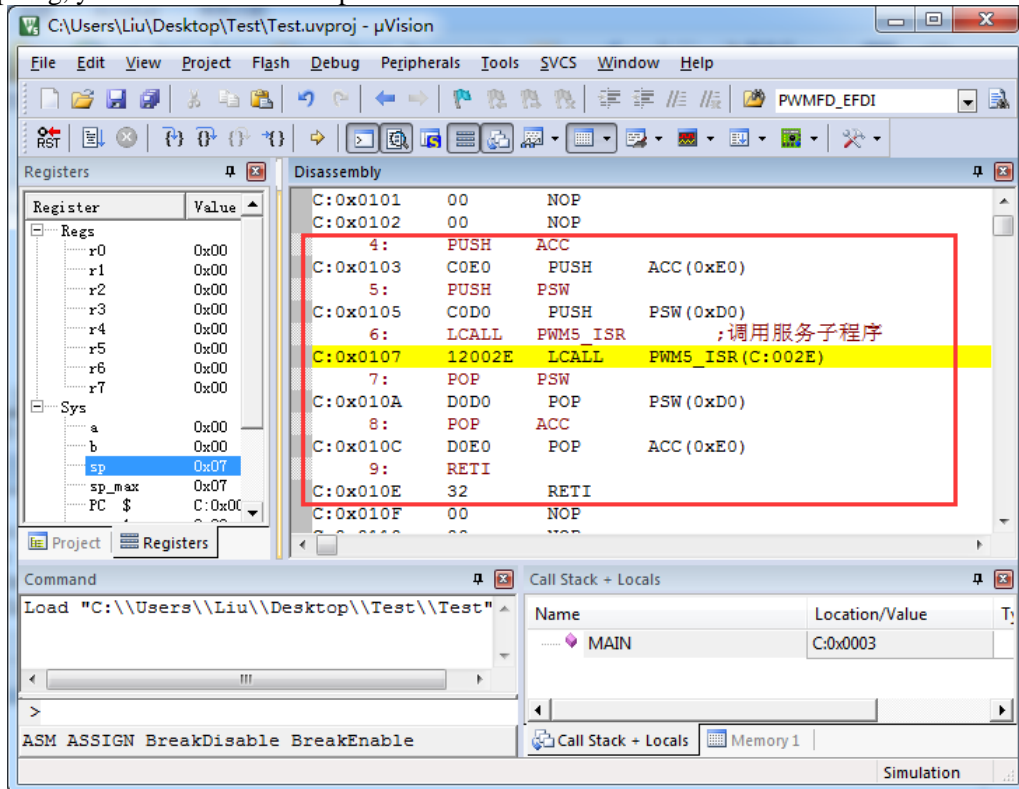 C:\Users\Liu\Desktop\Test\Test.uvproj - µVision
File Edit View Project Flash Debug Peripherals Tools SVCS Window Help
PWMFD_EFDI
RST
Registers
Register Value
Regs
r0 0x00
r1 0x00
r2 0x00
r3 0x00
r4 0x00
r5 0x00
r6 0x00
r7 0x00
Sys
a 0x00
b 0x00
sp 0x07
sp_max 0x07
PC $ C:0x00
Project Registers
Disassembly
C:0x0101 00 NOP
C:0x0102 00 NOP
4: PUSH ACC
C:0x0103 C0E0 PUSH ACC(0xE0)
5: PUSH PSW
C:0x0105 C0D0 PUSH PSW(0xD0)
6: LCALL PWM5_ISR ;调用服务子程序
C:0x0107 12002E LCALL PWM5_ISR(C:002E)
7: POP PSW
C:0x010A D0D0 POP PSW(0xD0)
8: POP ACC
C:0x010C D0E0 POP ACC(0xE0)
9: RETI
C:0x010E 32 RETI
C:0x010F 00 NOP
Command
Load "C:\\Users\\Liu\\Desktop\\Test\\Test"
>
ASM ASSIGN BreakDisable BreakEnable
Call Stack + Locals
Name Location/Value Ty
MAIN C:0x0003
Call Stack + Locals Memory 1
Simulation